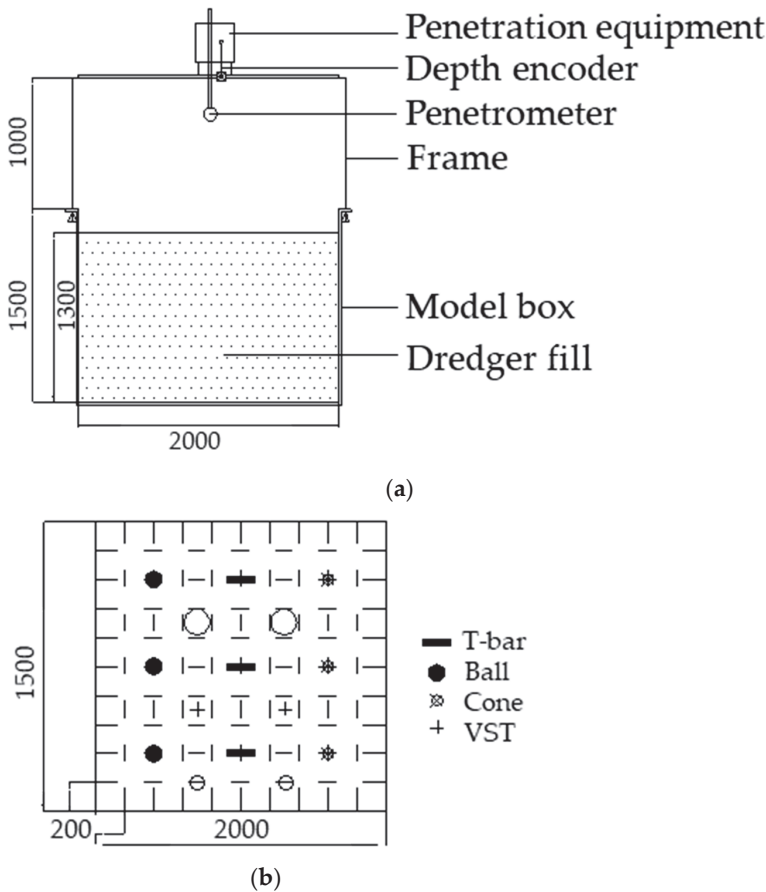 Penetration equipment
Depth encoder
Penetrometer
1000
Frame
1500
1300
Model box
Dredger fill
2000
(a)
1500
T-bar
Ball
Cone
VST
200
2000
(b)